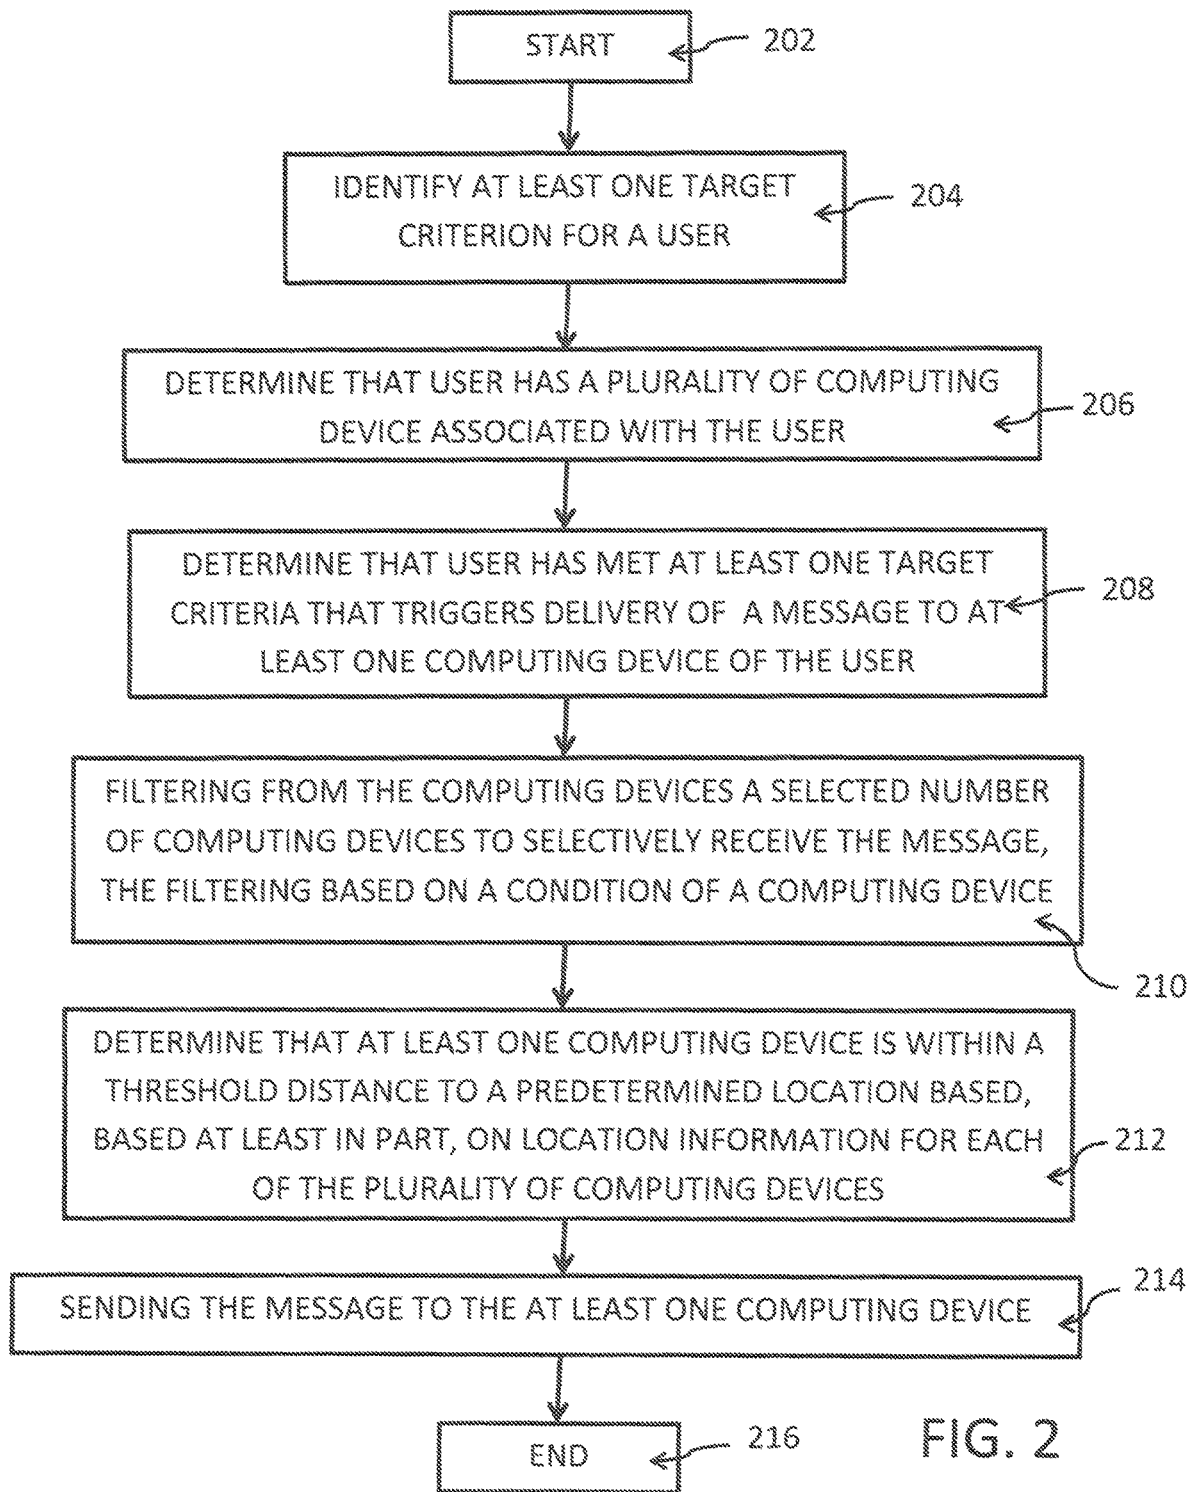 START
202
IDENTIFY AT LEAST ONE TARGET
CRITERION FOR A USER
204
DETERMINE THAT USER HAS A PLURALITY OF COMPUTING
DEVICE ASSOCIATED WITH THE USER
206
DETERMINE THAT USER HAS MET AT LEAST ONE TARGET
CRITERIA THAT TRIGGERS DELIVERY OF A MESSAGE TO AT
LEAST ONE COMPUTING DEVICE OF THE USER
208
FILTERING FROM THE COMPUTING DEVICES A SELECTED NUMBER
OF COMPUTING DEVICES TO SELECTIVELY RECEIVE THE MESSAGE,
THE FILTERING BASED ON A CONDITION OF A COMPUTING DEVICE
210
DETERMINE THAT AT LEAST ONE COMPUTING DEVICE IS WITHIN A
THRESHOLD DISTANCE TO A PREDETERMINED LOCATION BASED,
BASED AT LEAST IN PART, ON LOCATION INFORMATION FOR EACH
OF THE PLURALITY OF COMPUTING DEVICES
212
SENDING THE MESSAGE TO THE AT LEAST ONE COMPUTING DEVICE
214
END
216
FIG. 2